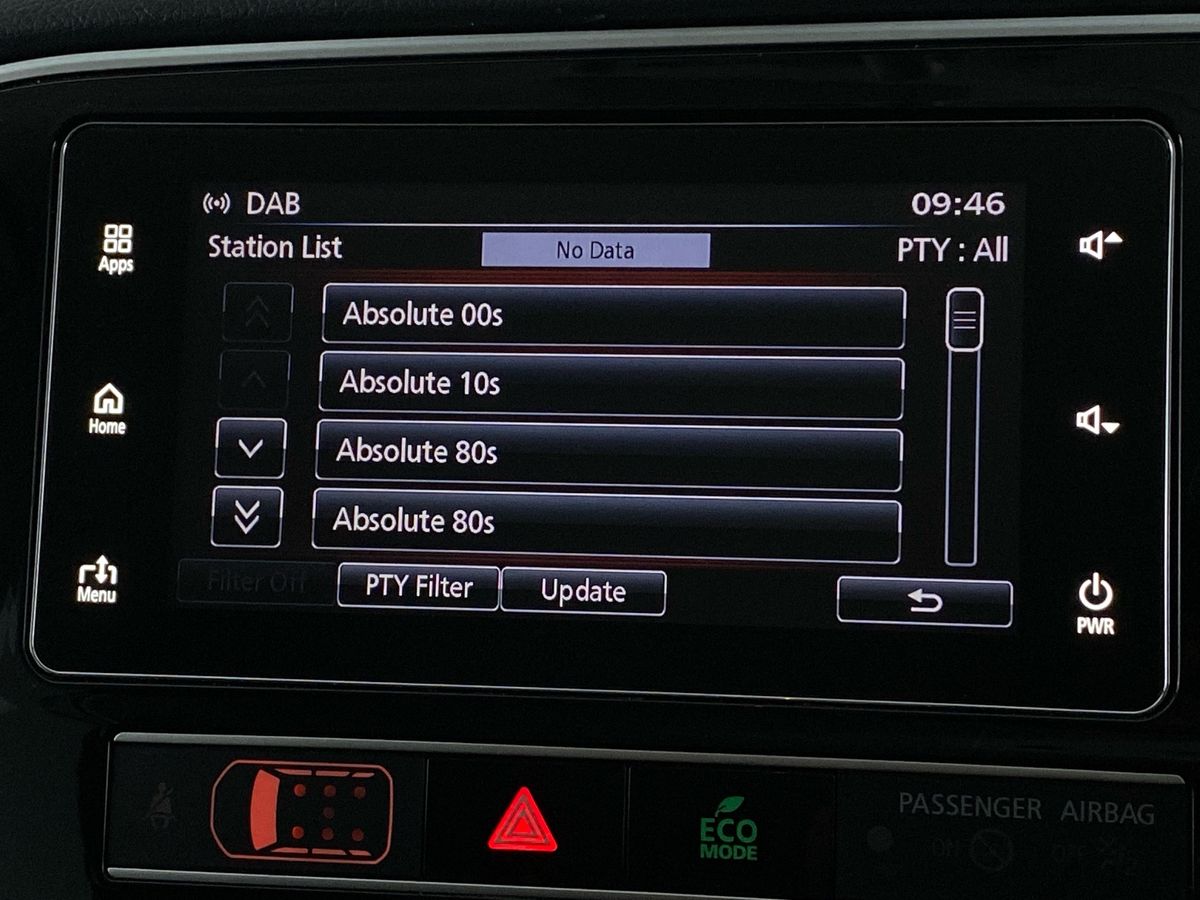 DAB
09:46
Station List
No Data
PTY : All
Apps
Absolute 00s
Absolute 10s
Home
Absolute 80s
Absolute 80s
Menu
Filter Off
PTY Filter
Update
PWR
PASSENGER AIRBAG
ECO
MODE